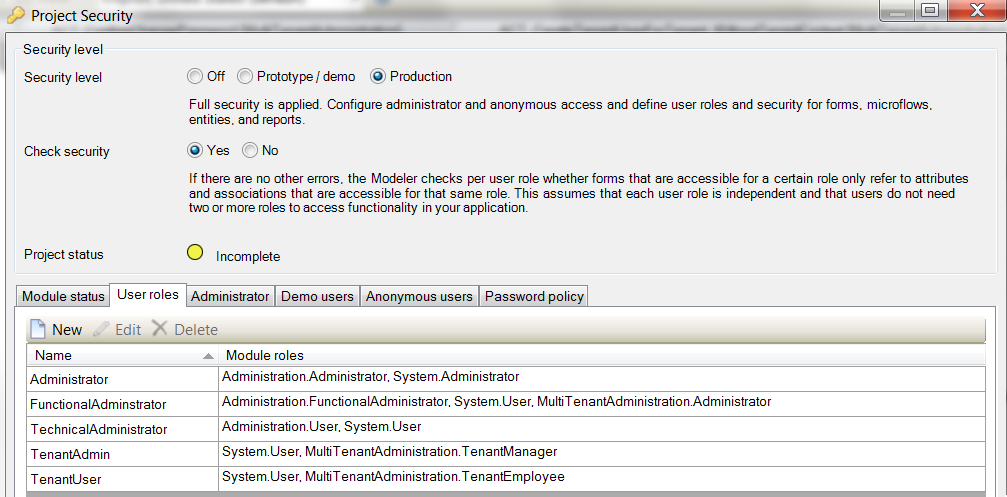 Project Security
Security level
Security level Off Prototype / demo Production
Full security is applied. Configure administrator and anonymous access and define user roles and security for forms, microflows,
entities, and reports.
Check security Yes No
If there are no other errors, the Modeler checks per user role whether forms that are accessible for a certain role only refer to attributes
and associations that are accessible for that same role. This assumes that each user role is independent and that users do not need
two or more roles to access functionality in your application.
Project status Incomplete
Module status User roles Administrator Demo users Anonymous users Password policy
New Edit Delete
Name Module roles
Administrator Administration.Administrator, System.Administrator
FunctionalAdminstrator Administration.FunctionalAdministrator, System.User, MultiTenantAdministration.Administrator
TechnicalAdministrator Administration.User, System.User
TenantAdmin System.User, MultiTenantAdministration.TenantManager
TenantUser System.User, MultiTenantAdministration.TenantEmployee